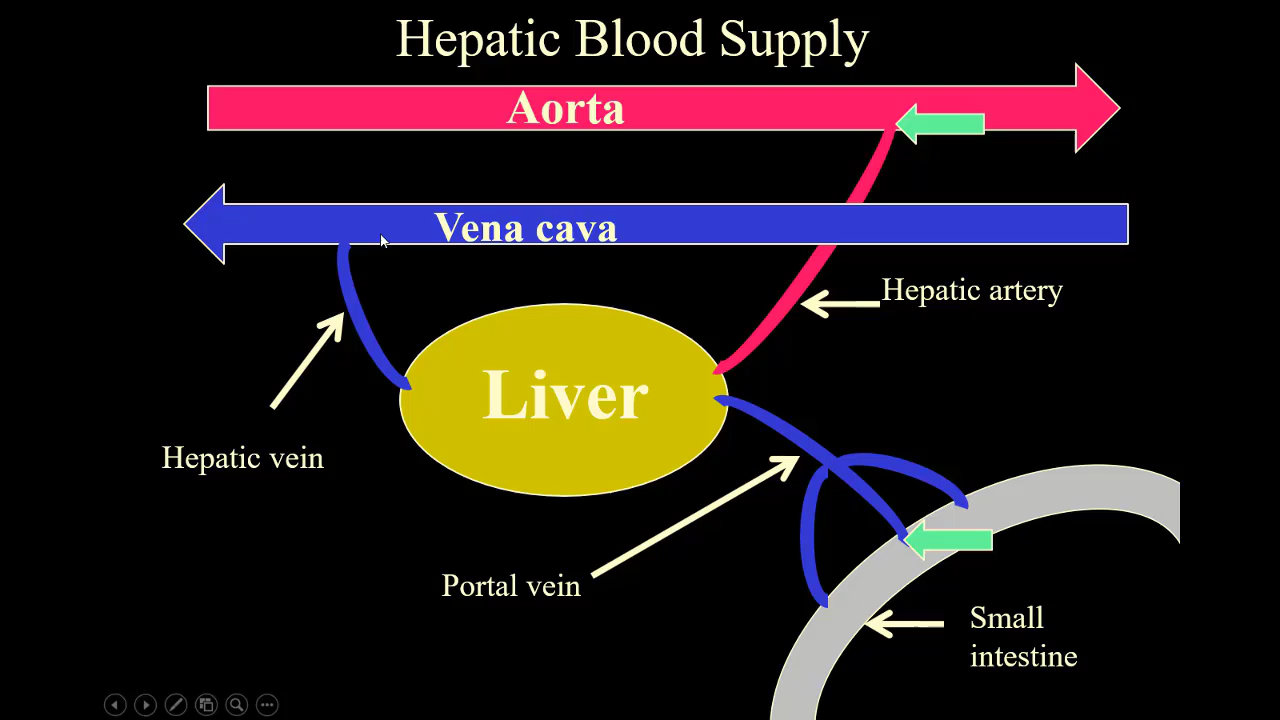 Hepatic Blood Supply
Aorta
Vena cava
Hepatic artery
Liver
Hepatic vein
Portal vein
Small
intestine